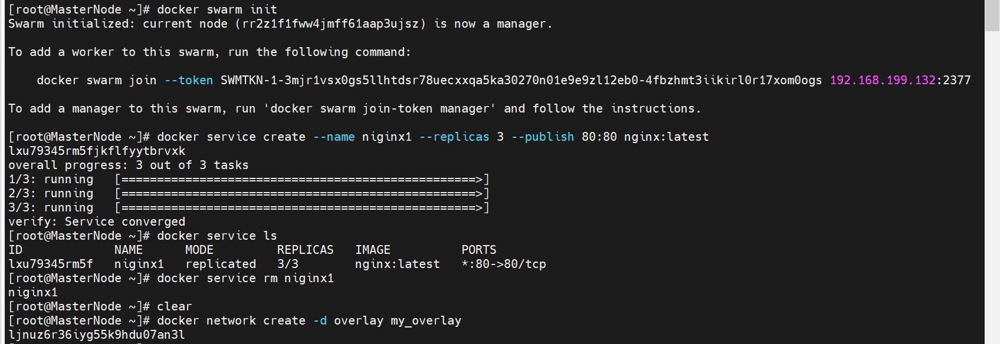 [root@MasterNode ~]# docker swarm init
Swarm initialized: current node (rr2z1f1fww4jmff61aap3ujsz) is now a manager.
To add a worker to this swarm, run the following command:
docker swarm join --token SWMTKN-1-3mjr1vsx0gs5llhtdsr78uecxxqa5ka30270n01e9e9zl12eb0-4fbzhmt3iikirl0r17xom0ogs 192.168.199.132:2377
To add a manager to this swarm, run 'docker swarm join-token manager' and follow the instructions.
[root@MasterNode ~]# docker service create --name niginx1 --replicas 3 --publish 80:80 nginx:latest
lxu79345rm5fjkflfyytbrvxk
overall progress: 3 out of 3 tasks
1/3: running   [==================================================>]
2/3: running   [==================================================>]
3/3: running   [==================================================>]
verify: Service converged
[root@MasterNode ~]# docker service ls
ID             NAME      MODE         REPLICAS   IMAGE          PORTS
lxu79345rm5f   niginx1   replicated   3/3        nginx:latest   *:80->80/tcp
[root@MasterNode ~]# docker service rm niginx1
niginx1
[root@MasterNode ~]# clear
[root@MasterNode ~]# docker network create -d overlay my_overlay
ljnuz6r36iyg55k9hdu07an3l